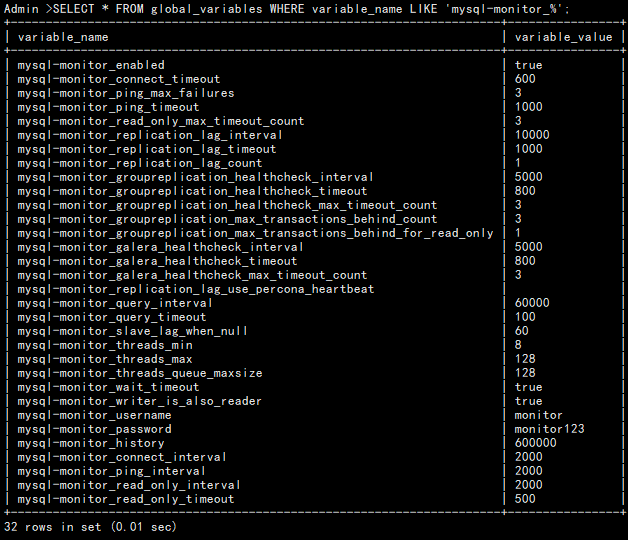 Admin >SELECT * FROM global_variables WHERE variable_name LIKE 'mysql-monitor_%';
+--------------------------------------------------------------+----------------+
| variable_name | variable_value |
+--------------------------------------------------------------+----------------+
| mysql-monitor_enabled | true |
| mysql-monitor_connect_timeout | 600 |
| mysql-monitor_ping_max_failures | 3 |
| mysql-monitor_ping_timeout | 1000 |
| mysql-monitor_read_only_max_timeout_count | 3 |
| mysql-monitor_replication_lag_interval | 10000 |
| mysql-monitor_replication_lag_timeout | 1000 |
| mysql-monitor_replication_lag_count | 1 |
| mysql-monitor_groupreplication_healthcheck_interval | 5000 |
| mysql-monitor_groupreplication_healthcheck_timeout | 800 |
| mysql-monitor_groupreplication_healthcheck_max_timeout_count | 3 |
| mysql-monitor_groupreplication_max_transactions_behind_count | 3 |
| mysql-monitor_groupreplication_max_transactions_behind_for_read_only | 1 |
| mysql-monitor_galera_healthcheck_interval | 5000 |
| mysql-monitor_galera_healthcheck_timeout | 800 |
| mysql-monitor_galera_healthcheck_max_timeout_count | 3 |
| mysql-monitor_replication_lag_use_percona_heartbeat | |
| mysql-monitor_query_interval | 60000 |
| mysql-monitor_query_timeout | 100 |
| mysql-monitor_slave_lag_when_null | 60 |
| mysql-monitor_threads_min | 8 |
| mysql-monitor_threads_max | 128 |
| mysql-monitor_threads_queue_maxsize | 128 |
| mysql-monitor_wait_timeout | true |
| mysql-monitor_writer_is_also_reader | true |
| mysql-monitor_username | monitor |
| mysql-monitor_password | monitor123 |
| mysql-monitor_history | 600000 |
| mysql-monitor_connect_interval | 2000 |
| mysql-monitor_ping_interval | 2000 |
| mysql-monitor_read_only_interval | 2000 |
| mysql-monitor_read_only_timeout | 500 |
+--------------------------------------------------------------+----------------+
32 rows in set (0.01 sec)